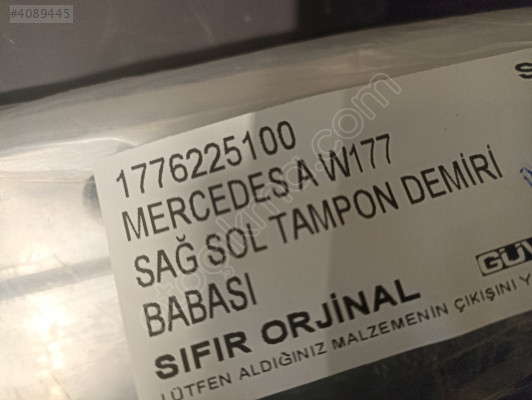 #4089445
1776225100
MERCEDES A W177
SAĞ SOL TAMPON DEMİRİ
BABASI
SIFIR ORJİNAL
LÜTFEN ALDIĞINIZ MALZEMENİN ÇIKIŞINI